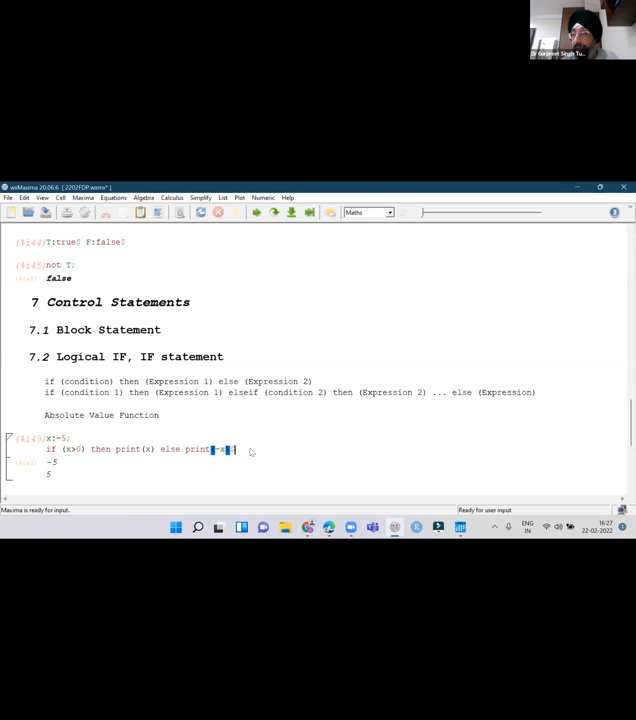 Dr Gurpreet Singh Tu...
wxMaxima 20.06.6 [ 2202FDP.wxmx* ]
File Edit View Cell Maxima Equations Algebra Calculus Simplify List Plot Numeric Help
Maths
(%i44) T:true$ F:false$
(%i45) not T;
false
7 Control Statements
7.1 Block Statement
7.2 Logical IF, IF statement
if (condition) then (Expression 1) else (Expression 2)
if (condition 1) then (Expression 1) elseif (condition 2) then (Expression 2) ... else (Expression)
Absolute Value Function
(%i49) x:-5;
if (x>0) then print(x) else print(-x)$
-5
5
Maxima is ready for input.
Ready for user input
ENG
IN
16:27
22-02-2022